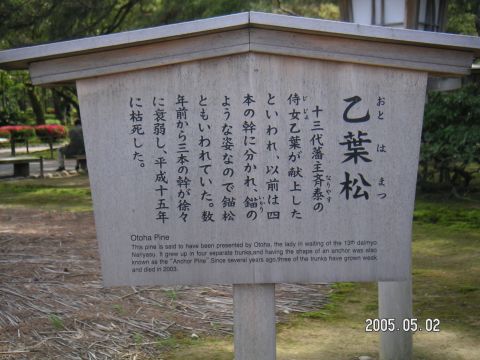 乙葉松
おとはまつ
十三代藩主斉泰の
なりやす
侍女乙葉が献上した
じじょ
といわれ、以前は四
本の幹に分かれ、錨の
いかり
ような姿なので錨松
ともいわれていた。数
年前から三本の幹が徐々
に衰弱し、平成十五年
に枯死した。
Otoha Pine
This pine is said to have been presented by Otoha, the lady in waiting of the 13th daimyo
Nariyasu. It grew up in four separate trunks,and having the shape of an anchor was also
known as the "Anchor Pine". Since several years ago,three of the trunks have grown weak
and died in 2003.
2005.05.02